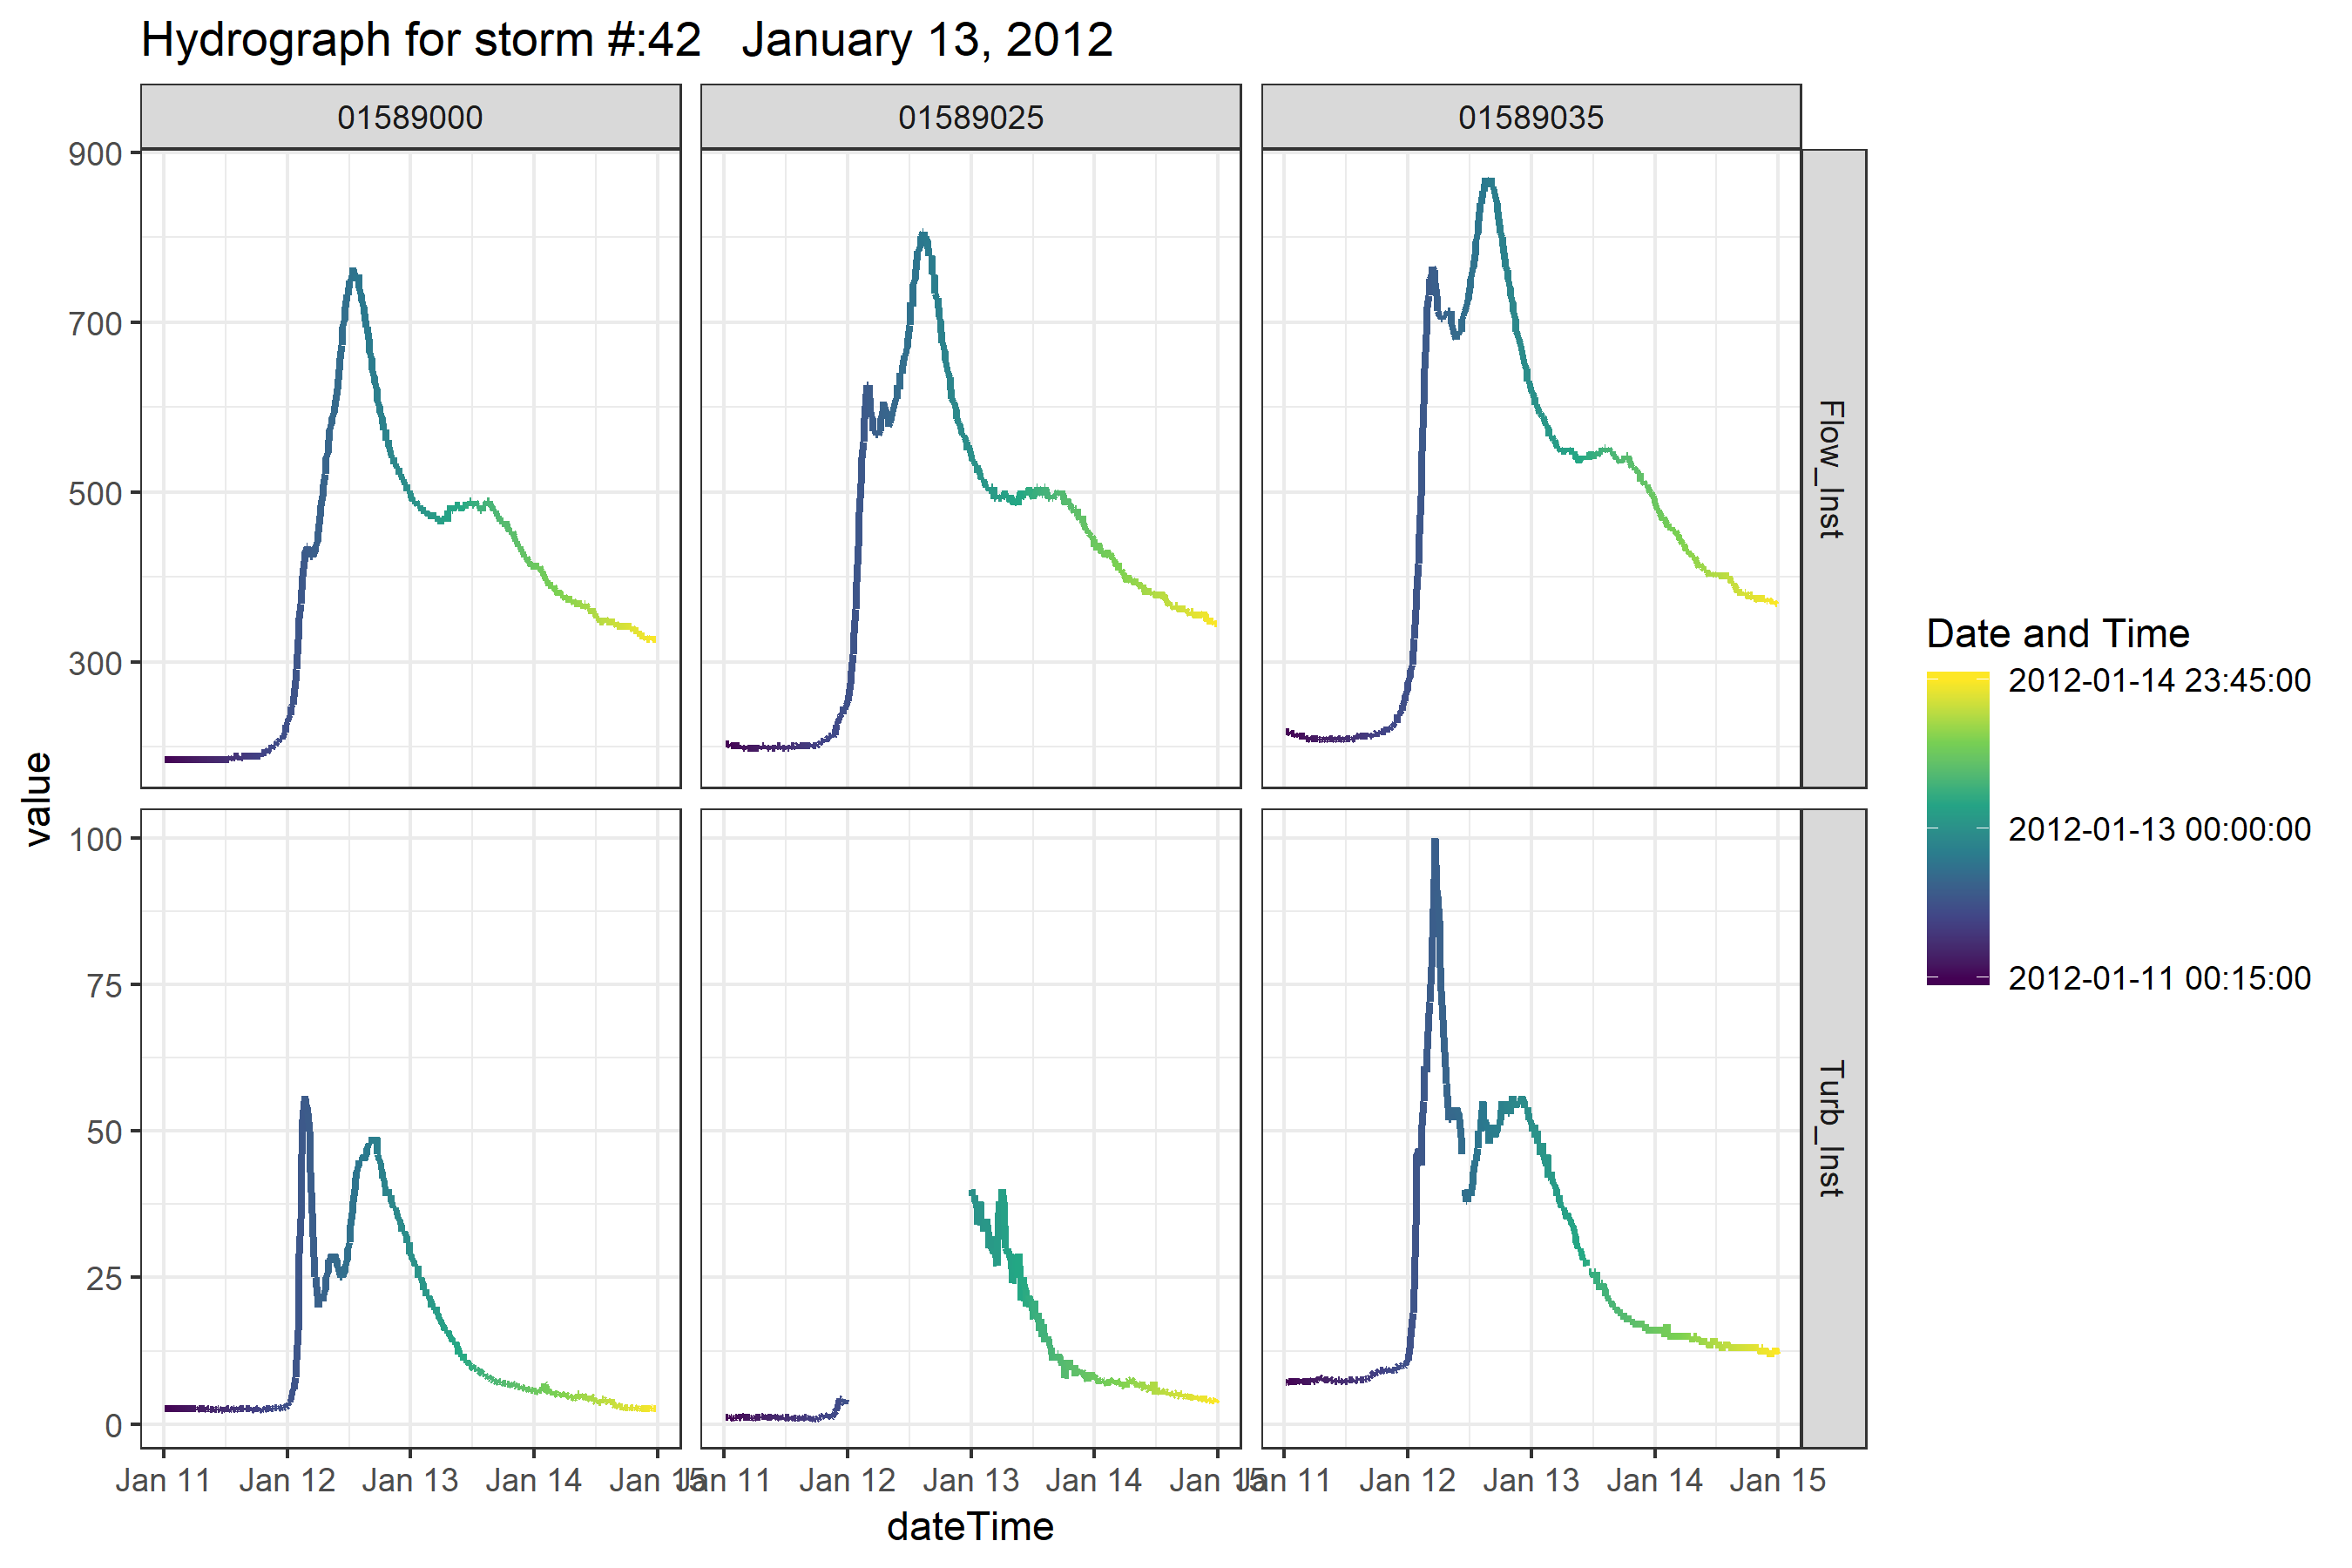 Hydrograph for storm #:42   January 13, 2012
01589000 01589025 01589035
900
700
500
300
Flow_Inst
100
75
50
25
0
Turb_Inst
value
Jan 11 Jan 12 Jan 13 Jan 14 Jan 15 Jan 11 Jan 12 Jan 13 Jan 14 Jan 15 Jan 11 Jan 12 Jan 13 Jan 14 Jan 15
dateTime
Date and Time
2012-01-14 23:45:00
2012-01-13 00:00:00
2012-01-11 00:15:00